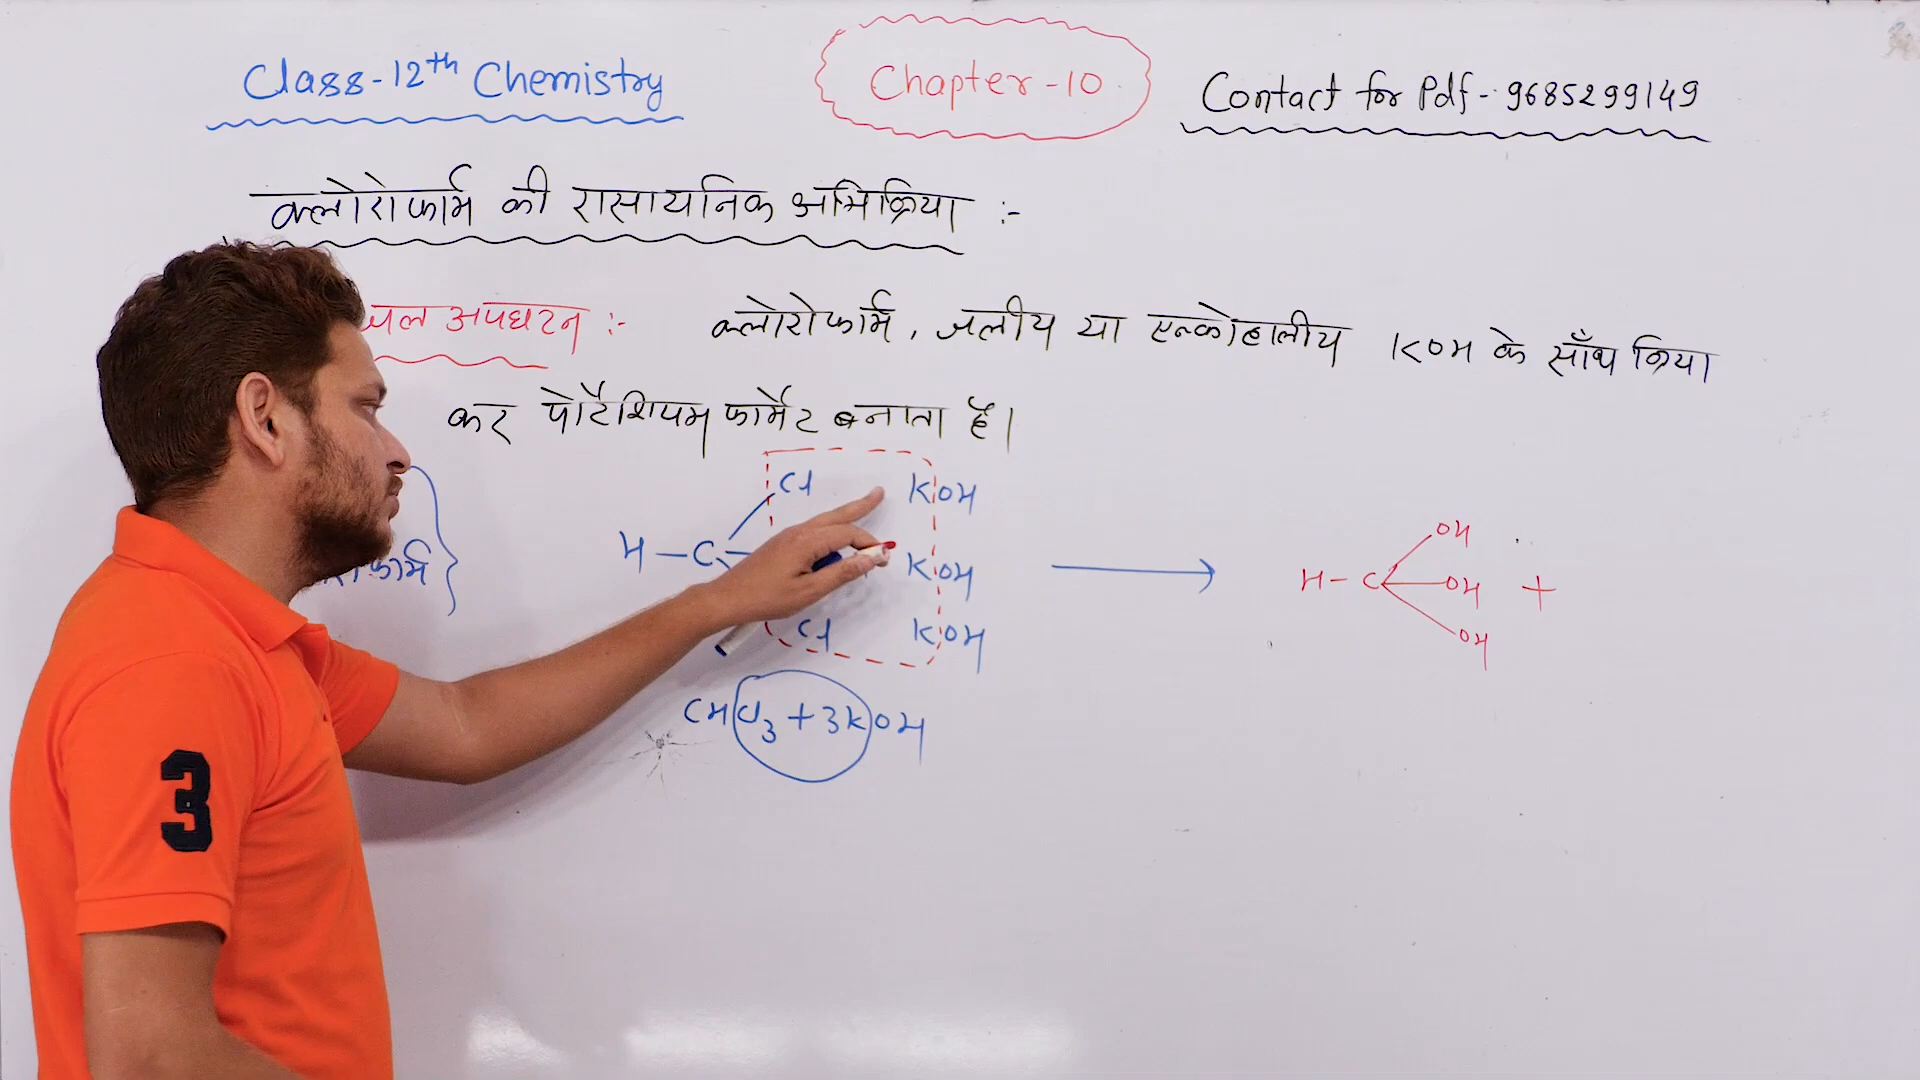 Class-12th Chemistry
Chapter-10
Contact for Pdf-9685299149
क्लोरोफार्म की रासायनिक अभिक्रिया :-
जल अपघटन :- क्लोरोफार्म, जलीय या एल्कोहालीय KOH के साँथ क्रिया
कर पोटैशियम फार्मेट बनाता है।
Cl KOH
H-C KOH
Cl KOH
CHCl3+3KOH
OH
H-C-OH +
OH
3